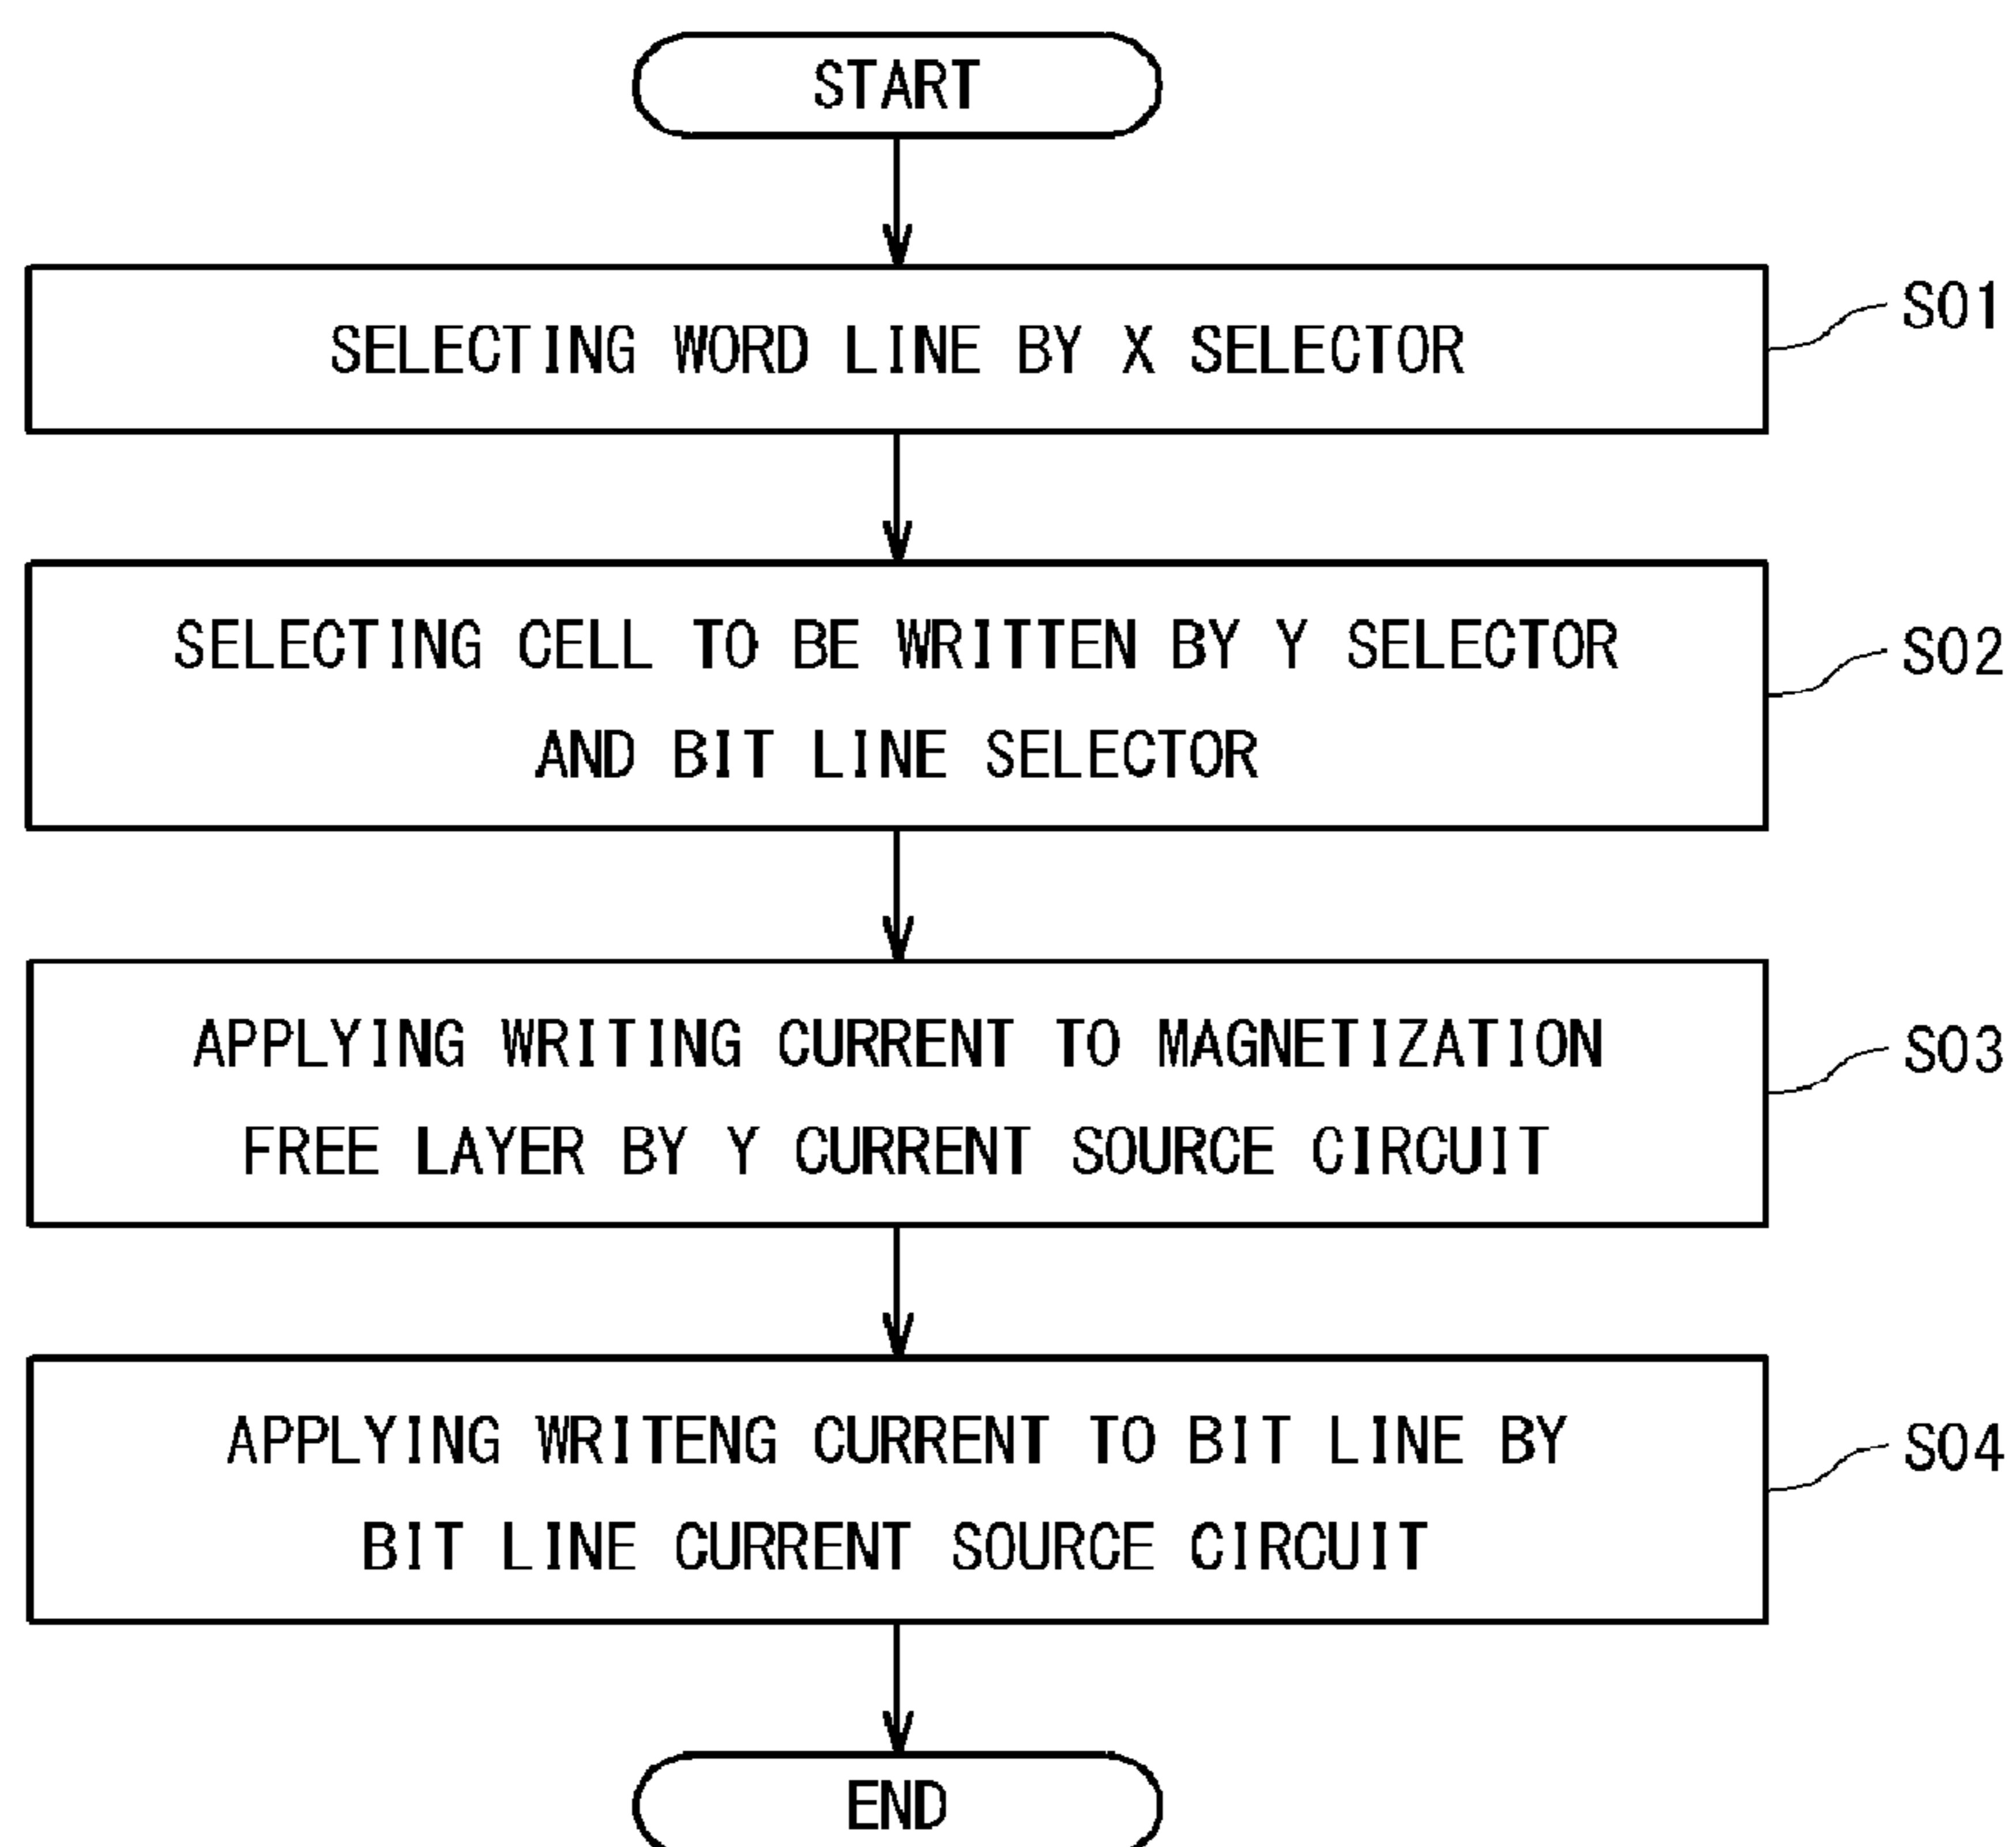 START
SELECTING WORD LINE BY X SELECTOR
S01
SELECTING CELL TO BE WRITTEN BY Y SELECTOR
AND BIT LINE SELECTOR
S02
APPLYING WRITING CURRENT TO MAGNETIZATION
FREE LAYER BY Y CURRENT SOURCE CIRCUIT
S03
APPLYING WRITENG CURRENT TO BIT LINE BY
BIT LINE CURRENT SOURCE CIRCUIT
S04
END